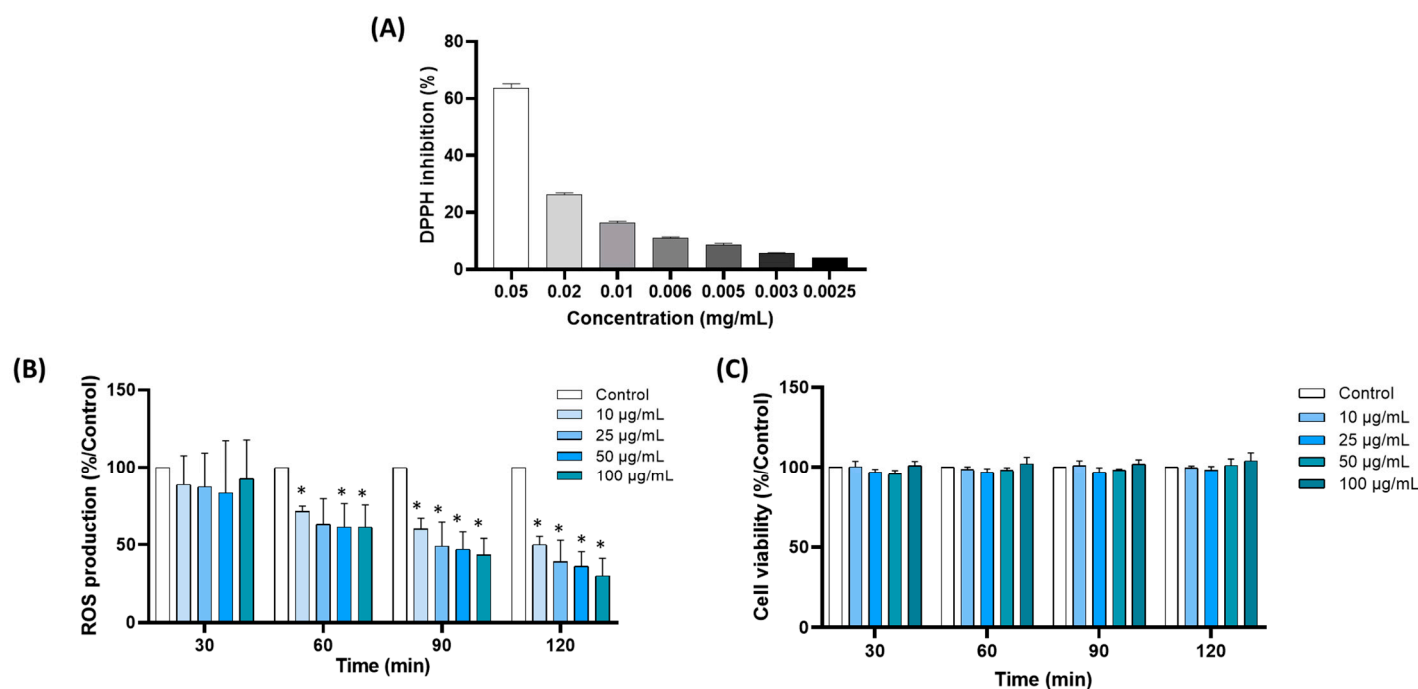 (A)
80
60
40
20
0
DPPH inhibition (%)
0.05 0.02 0.01 0.006 0.005 0.003 0.0025
Concentration (mg/mL)
(B)
150
100
50
0
ROS production (%/Control)
Control
10 µg/mL
25 µg/mL
50 µg/mL
100 µg/mL
* * *
* * * *
* * * *
30 60 90 120
Time (min)
(C)
150
100
50
0
Cell viability (%/Control)
Control
10 µg/mL
25 µg/mL
50 µg/mL
100 µg/mL
30 60 90 120
Time (min)